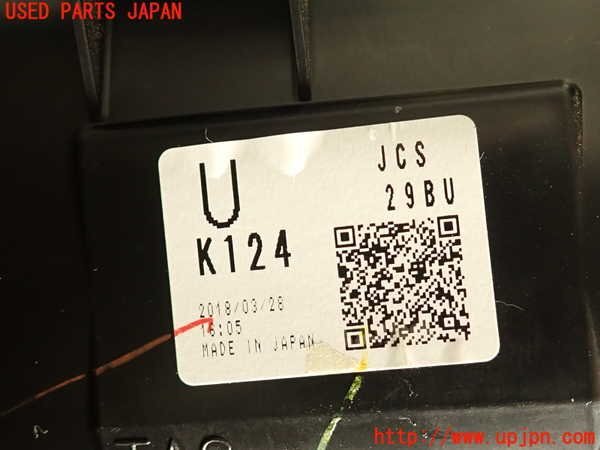 USED PARTS JAPAN
JCS
U
29BU
K124
2018/03/28
16:05
MADE IN JAPAN
http://www.upjpn.com/